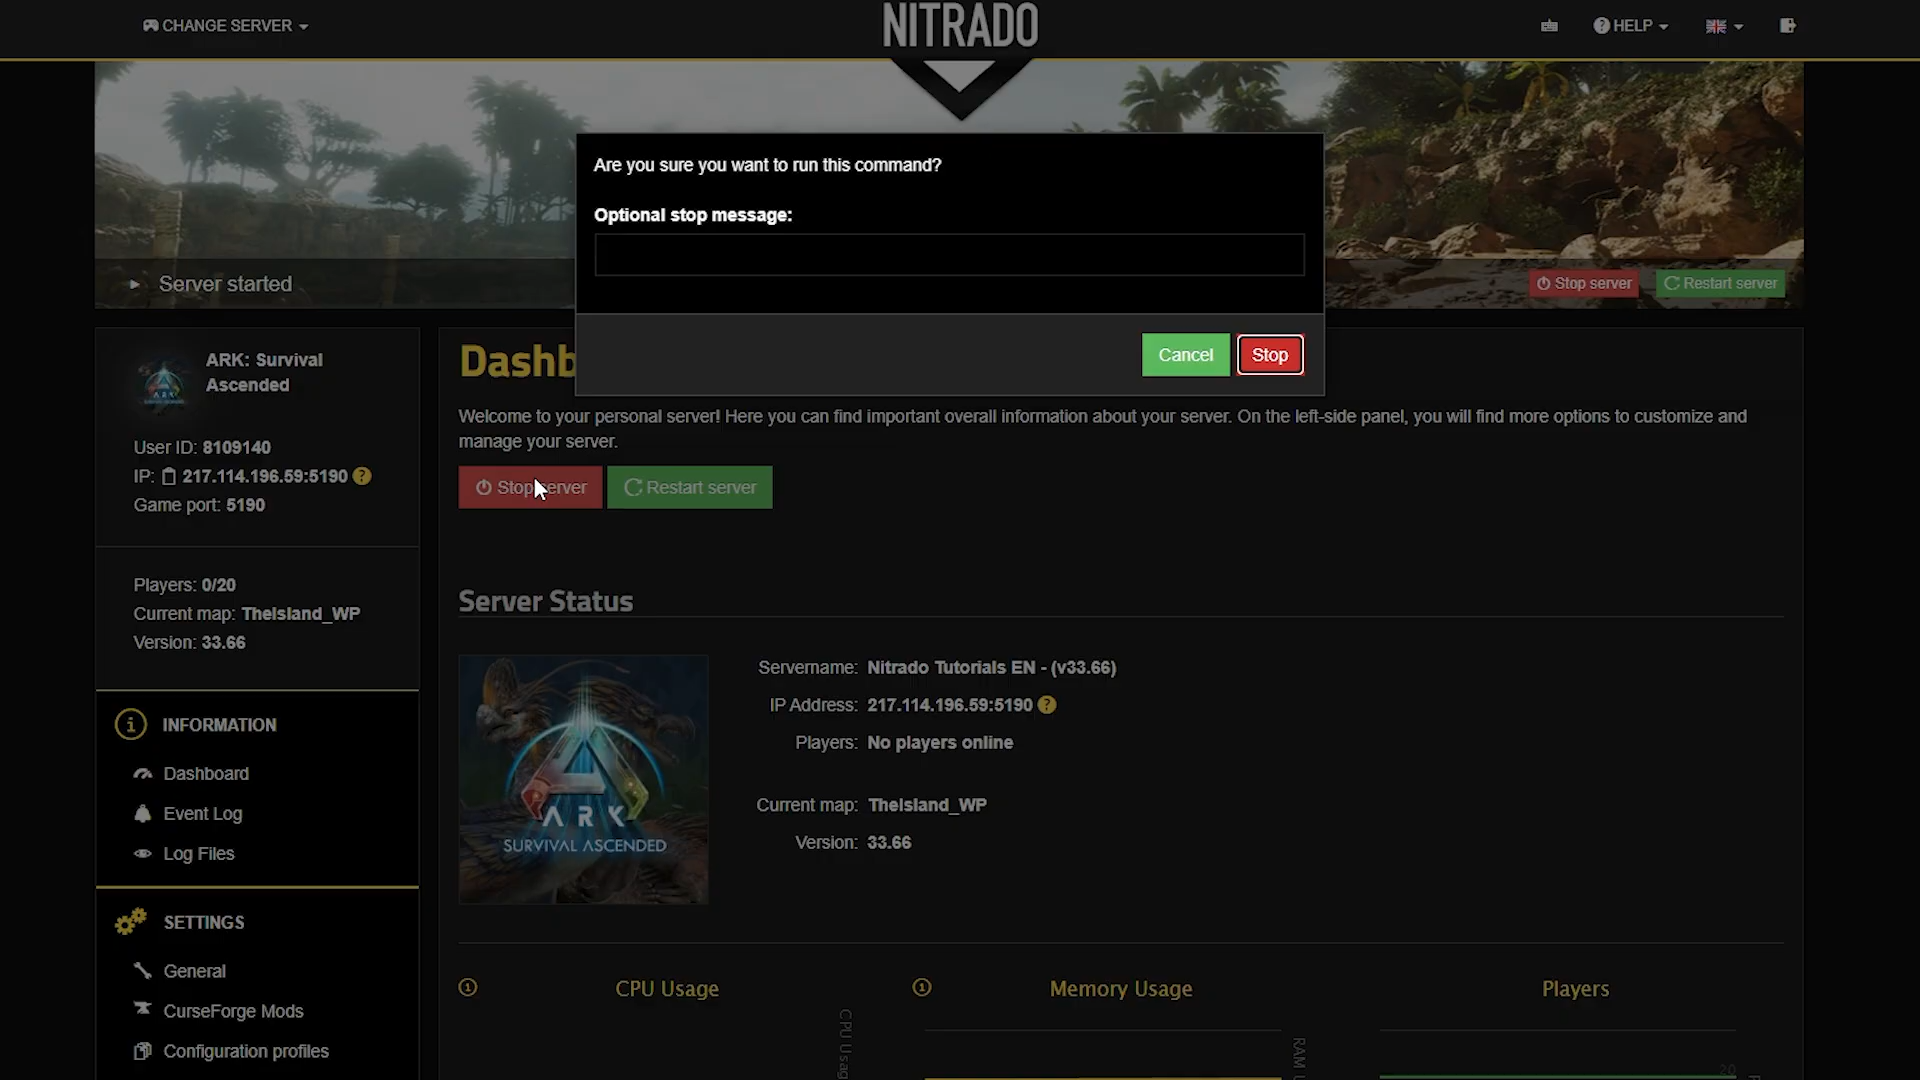 CHANGE SERVER
NITRADO
HELP
Are you sure you want to run this command?
Optional stop message:
Cancel
Stop
Server started
Stop server
Restart server
ARK: Survival
Ascended
User ID: 8109140
IP: 217.114.196.59:5190 ?
Game port: 5190
Players: 0/20
Current map: TheIsland_WP
Version: 33.66
INFORMATION
Dashboard
Event Log
Log Files
SETTINGS
General
CurseForge Mods
Configuration profiles
Dashb
Welcome to your personal server! Here you can find important overall information about your server. On the left-side panel, you will find more options to customize and
manage your server.
Stop server
Restart server
Server Status
ARK
SURVIVAL ASCENDED
Servername: Nitrado Tutorials EN - (v33.66)
IP Address: 217.114.196.59:5190 ?
Players: No players online
Current map: TheIsland_WP
Version: 33.66
CPU Usage
Memory Usage
Players
CPU Usag
RAM
20